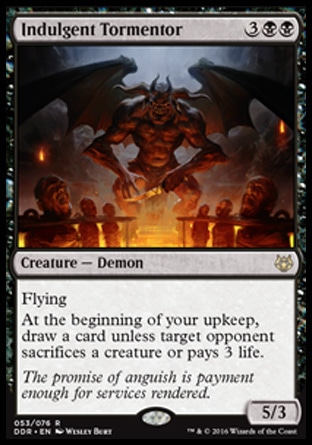 Indulgent Tormentor 3
Creature — Demon
Flying
At the beginning of your upkeep,
draw a card unless target opponent
sacrifices a creature or pays 3 life.
The promise of anguish is payment
enough for services rendered.
5/3
053/076 R
DDR • EN Wesley Burt
™ & © 2016 Wizards of the Coast